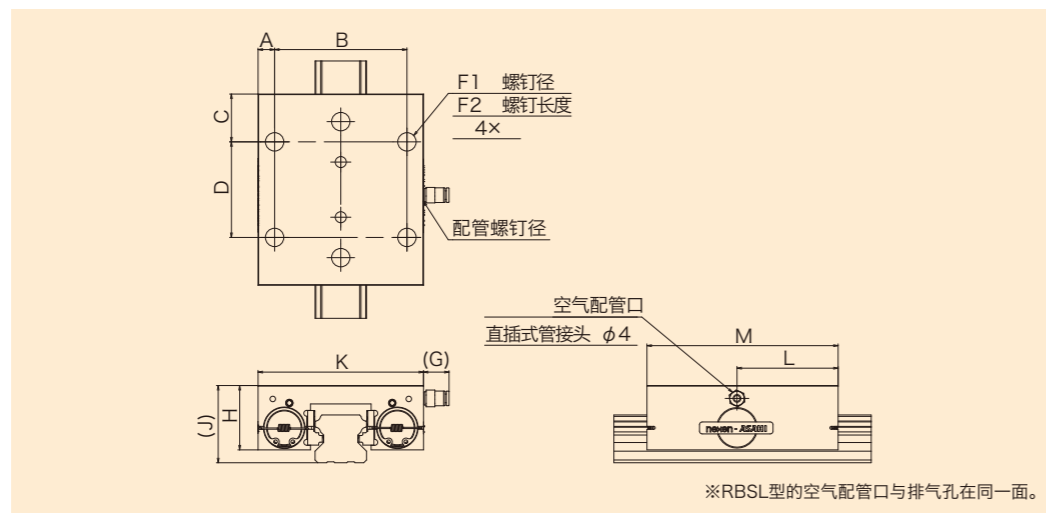 A
B
F1 螺钉径
F2 螺钉长度
4×
C
D
配管螺钉径
空气配管口
直插式管接头 φ4
K
(G)
H
(J)
M
L
nexen-ASAHI
※RBSL型的空气配管口与排气孔在同一面。